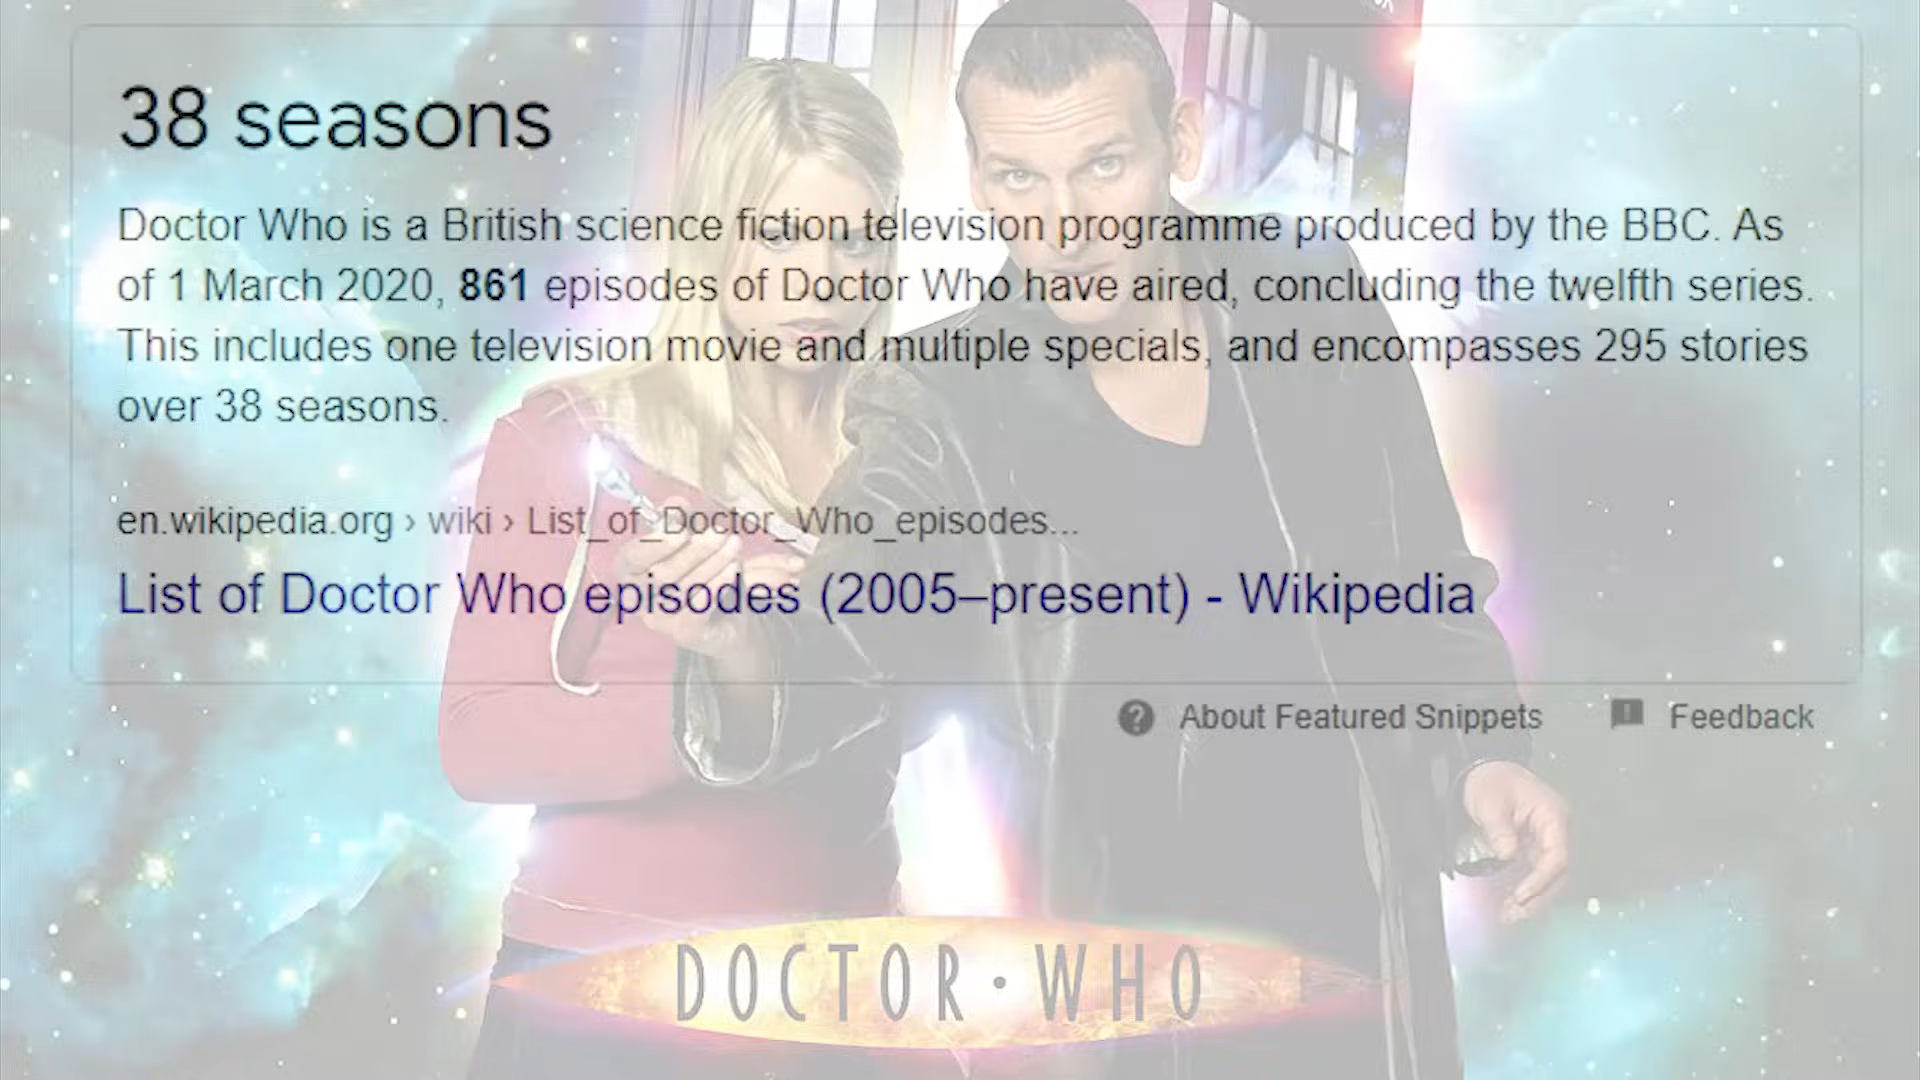 38 seasons
Doctor Who is a British science fiction television programme produced by the BBC. As
of 1 March 2020, 861 episodes of Doctor Who have aired, concluding the twelfth series.
This includes one television movie and multiple specials, and encompasses 295 stories
over 38 seasons.
en.wikipedia.org › wiki › List_of_Doctor_Who_episodes...
List of Doctor Who episodes (2005–present) - Wikipedia
About Featured Snippets Feedback
DOCTOR·WHO